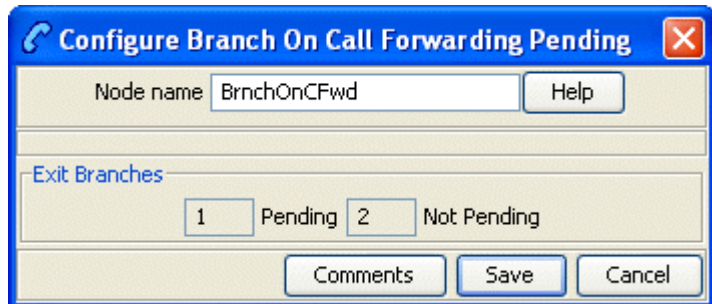 Configure Branch On Call Forwarding Pending
Node name BrnchOnCFwd Help
Exit Branches
1 Pending 2 Not Pending
Comments Save Cancel